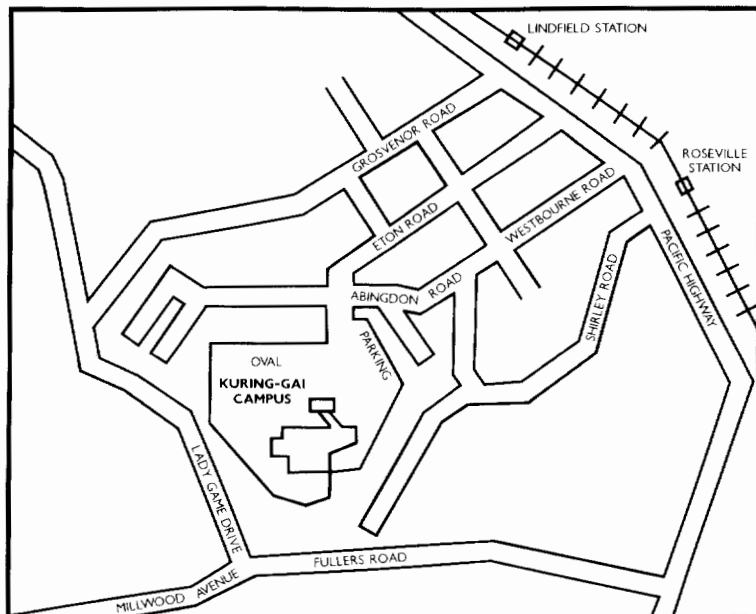 LINDFIELD STATION
ROSEVILLE
STATION
GROSVENOR ROAD
ETON ROAD
WESTBOURNE ROAD
PACIFIC HIGHWAY
SHIRLEY ROAD
ABINGDON ROAD
PARKING
OVAL
KURING-GAI
CAMPUS
LADY GAME DRIVE
FULLERS ROAD
MILLWOOD AVENUE